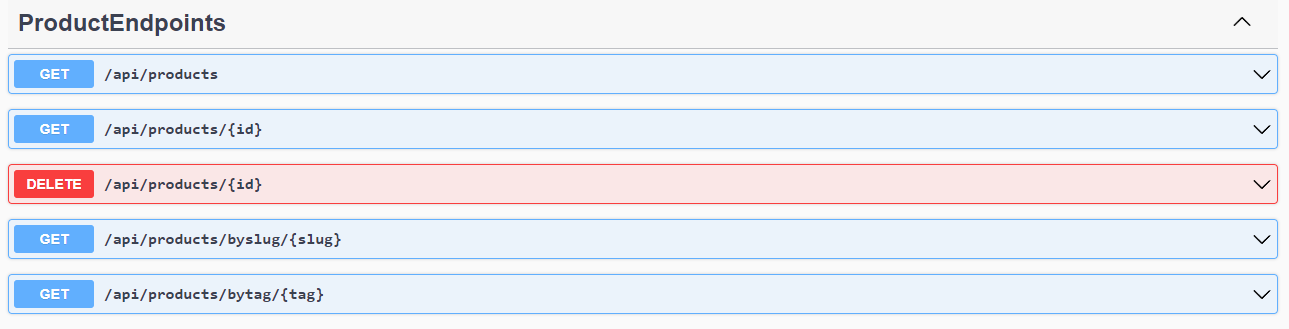 ProductEndpoints
GET /api/products
GET /api/products/{id}
DELETE /api/products/{id}
GET /api/products/byslug/{slug}
GET /api/products/bytag/{tag}